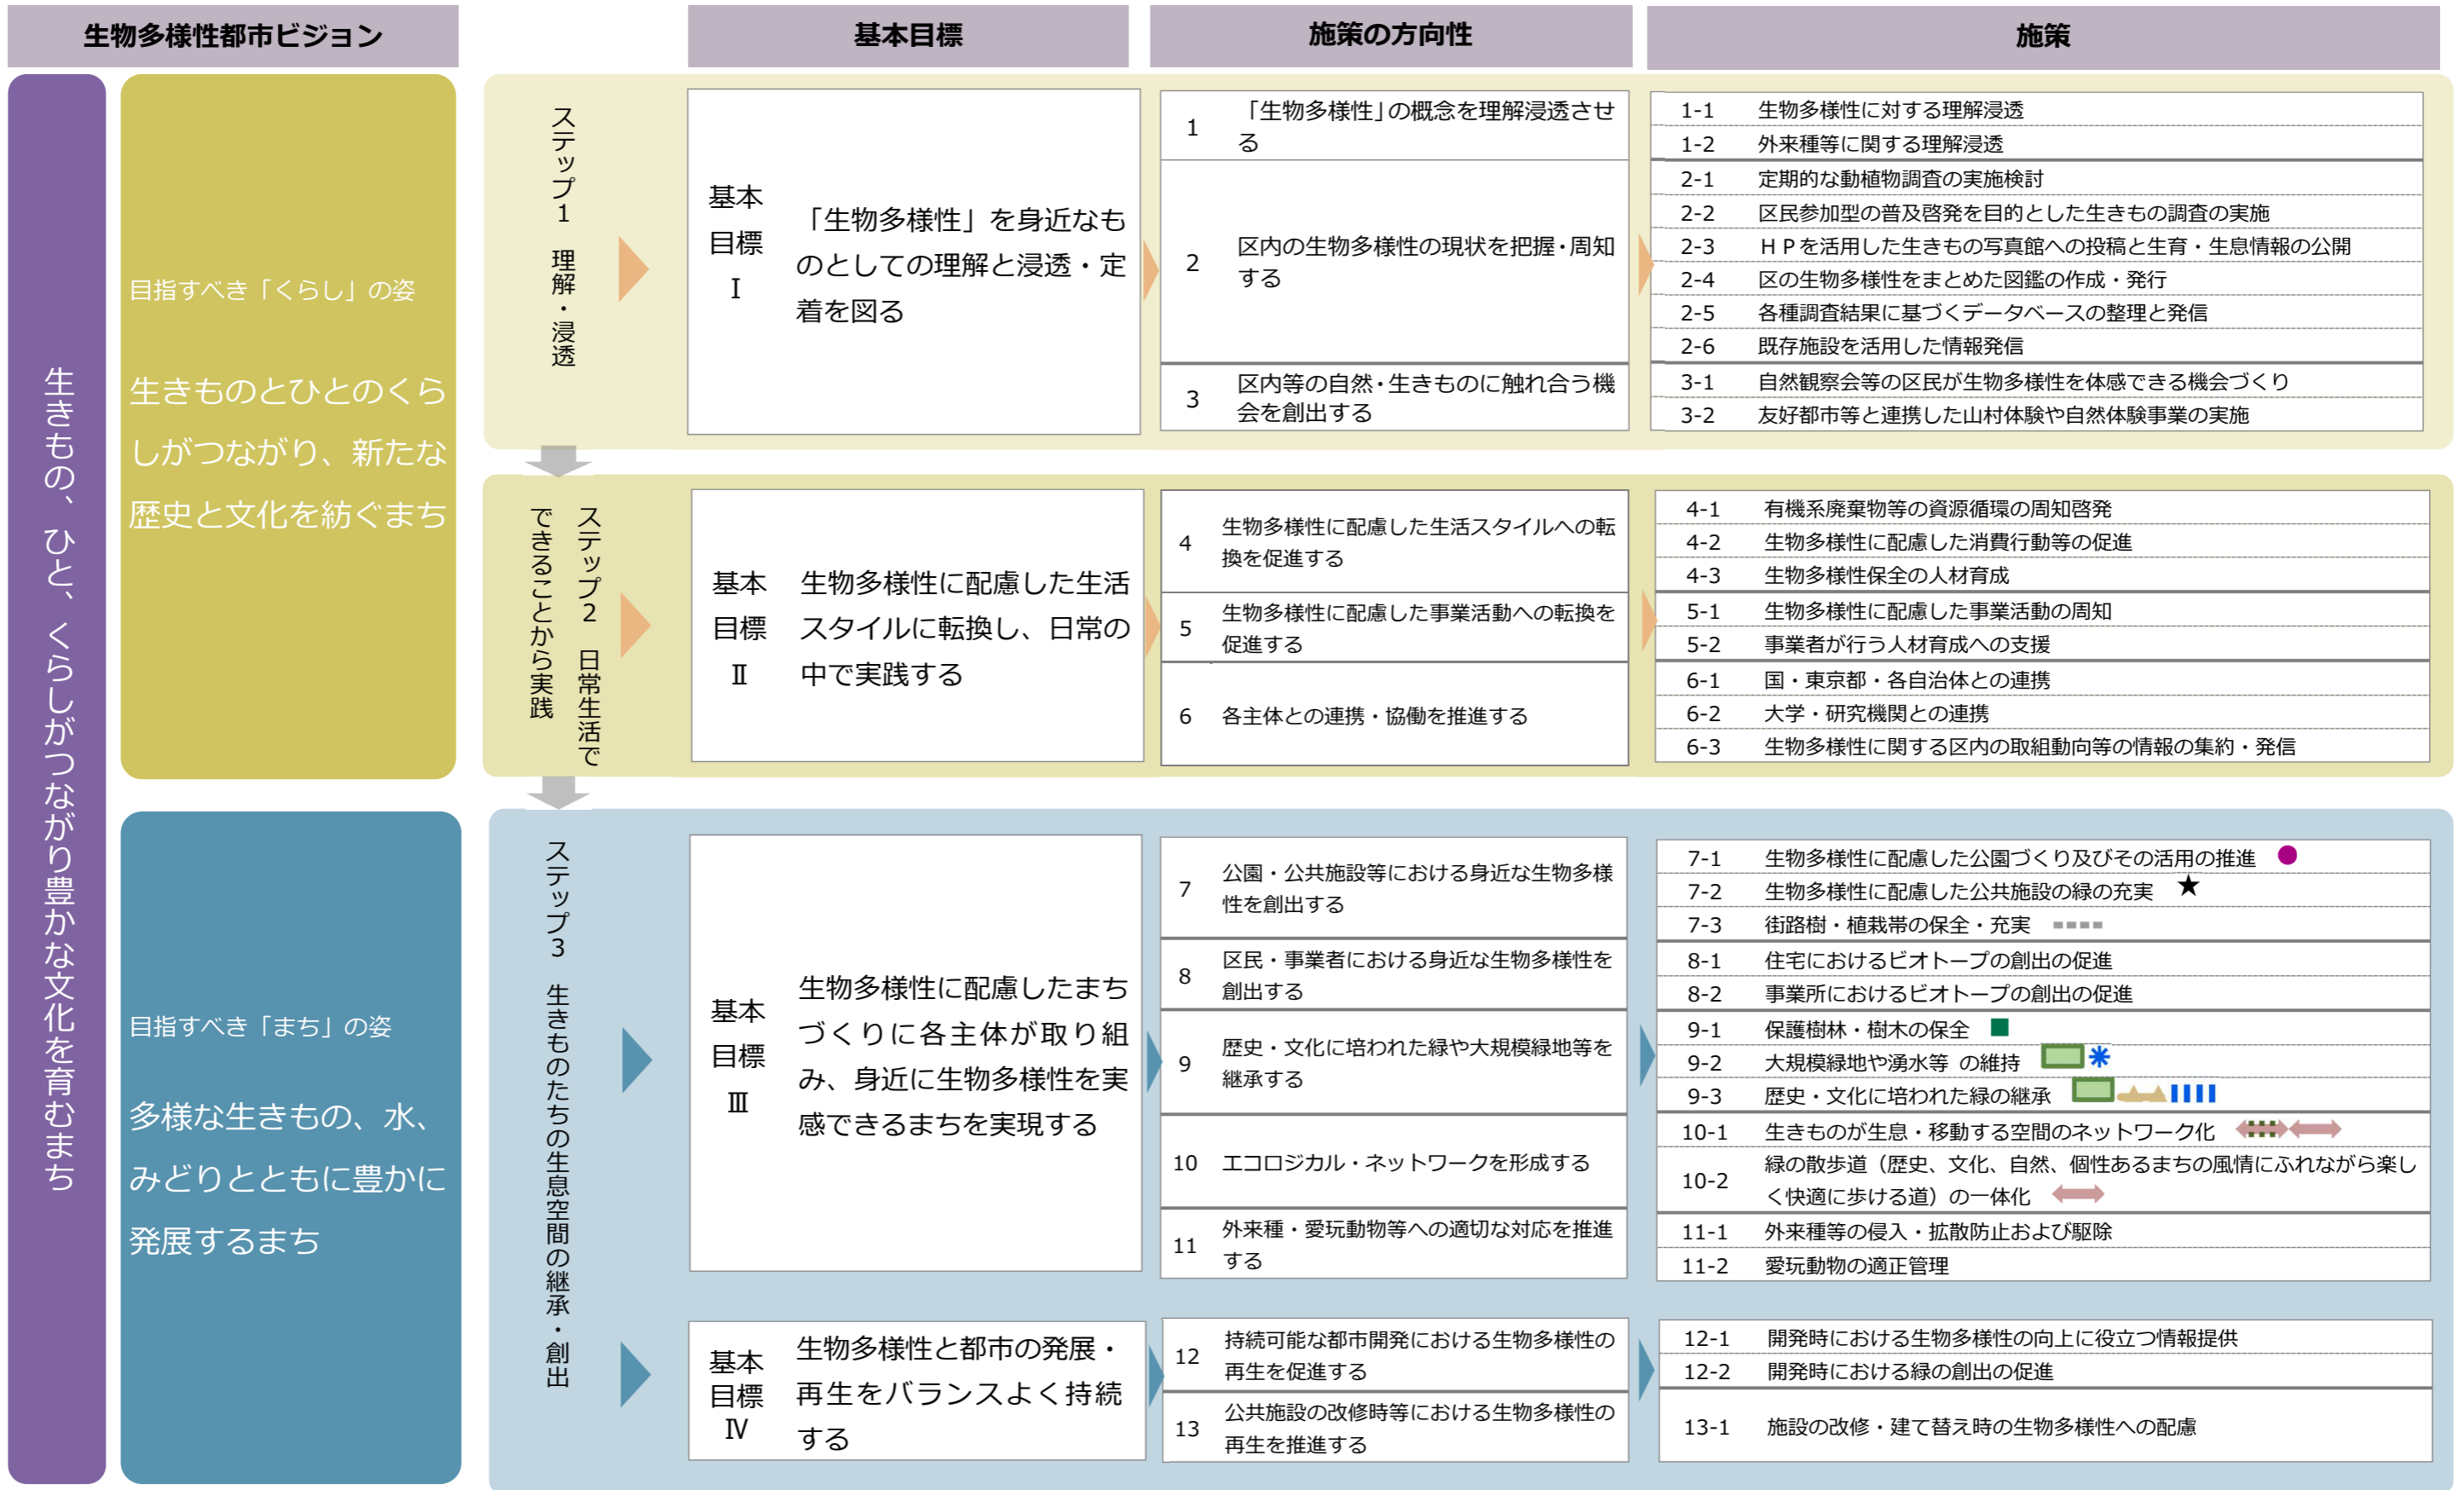 生物多様性都市ビジョン
基本目標
施策の方向性
施策
生きもの、ひと、くらしがつながり豊かな文化を育むまち
目指すべき「くらし」の姿
生きものとひとのくら
しがつながり、新たな
歴史と文化を紡ぐまち
ステップ1 理解・浸透
基本
目標
Ⅰ
「生物多様性」を身近なも
のとしての理解と浸透・定
着を図る
1
「生物多様性」の概念を理解浸透させ
る
2
区内の生物多様性の現状を把握・周知
する
3
区内等の自然・生きものに触れ合う機
会を創出する
1-1 生物多様性に対する理解浸透
1-2 外来種等に関する理解浸透
2-1 定期的な動植物調査の実施検討
2-2 区民参加型の普及啓発を目的とした生きもの調査の実施
2-3 ＨＰを活用した生きもの写真館への投稿と生育・生息情報の公開
2-4 区の生物多様性をまとめた図鑑の作成・発行
2-5 各種調査結果に基づくデータベースの整理と発信
2-6 既存施設を活用した情報発信
3-1 自然観察会等の区民が生物多様性を体感できる機会づくり
3-2 友好都市等と連携した山村体験や自然体験事業の実施
ステップ2 日常生活で
できることから実践
基本
目標
Ⅱ
生物多様性に配慮した生活
スタイルに転換し、日常の
中で実践する
4
生物多様性に配慮した生活スタイルへの転
換を促進する
5
生物多様性に配慮した事業活動への転換を
促進する
6 各主体との連携・協働を推進する
4-1 有機系廃棄物等の資源循環の周知啓発
4-2 生物多様性に配慮した消費行動等の促進
4-3 生物多様性保全の人材育成
5-1 生物多様性に配慮した事業活動の周知
5-2 事業者が行う人材育成への支援
6-1 国・東京都・各自治体との連携
6-2 大学・研究機関との連携
6-3 生物多様性に関する区内の取組動向等の情報の集約・発信
目指すべき「まち」の姿
多様な生きもの、水、
みどりとともに豊かに
発展するまち
ステップ3 生きものたちの生息空間の継承・創出
基本
目標
Ⅲ
生物多様性に配慮したまち
づくりに各主体が取り組
み、身近に生物多様性を実
感できるまちを実現する
7
公園・公共施設等における身近な生物多様
性を創出する
8
区民・事業者における身近な生物多様性を
創出する
9
歴史・文化に培われた緑や大規模緑地等を
継承する
10 エコロジカル・ネットワークを形成する
11
外来種・愛玩動物等への適切な対応を推進
する
7-1 生物多様性に配慮した公園づくり及びその活用の推進
7-2 生物多様性に配慮した公共施設の緑の充実
7-3 街路樹・植栽帯の保全・充実
8-1 住宅におけるビオトープの創出の促進
8-2 事業所におけるビオトープの創出の促進
9-1 保護樹林・樹木の保全
9-2 大規模緑地や湧水等 の維持
9-3 歴史・文化に培われた緑の継承
10-1 生きものが生息・移動する空間のネットワーク化
10-2
緑の散歩道（歴史、文化、自然、個性あるまちの風情にふれながら楽し
く快適に歩ける道）の一体化
11-1 外来種等の侵入・拡散防止および駆除
11-2 愛玩動物の適正管理
基本
目標
Ⅳ
生物多様性と都市の発展・
再生をバランスよく持続
する
12
持続可能な都市開発における生物多様性の
再生を促進する
13
公共施設の改修時等における生物多様性の
再生を推進する
12-1 開発時における生物多様性の向上に役立つ情報提供
12-2 開発時における緑の創出の促進
13-1 施設の改修・建て替え時の生物多様性への配慮